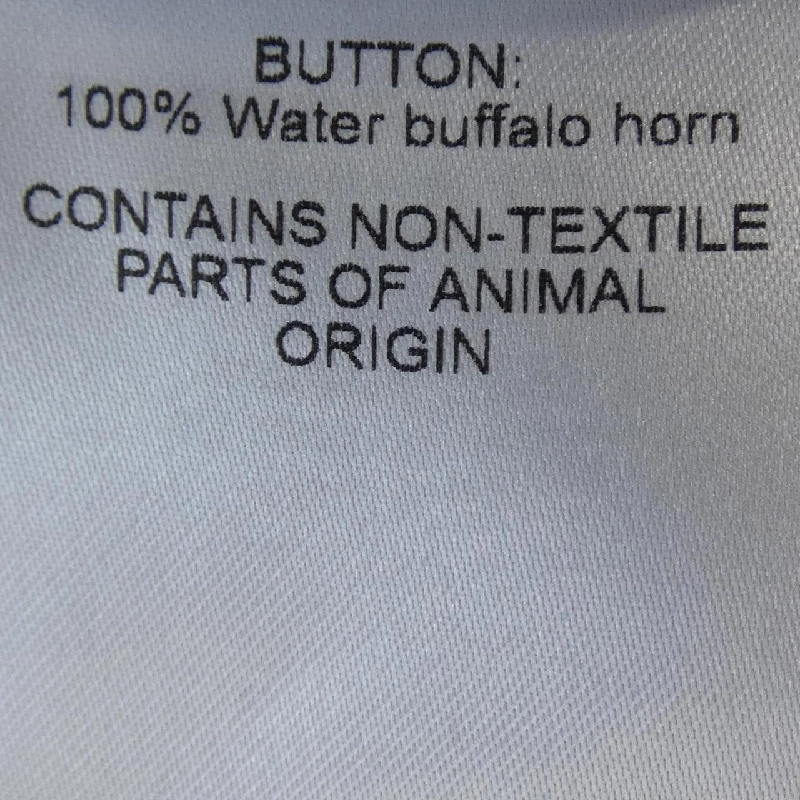 BUTTON:
100% Water buffalo horn
CONTAINS NON-TEXTILE
PARTS OF ANIMAL
ORIGIN